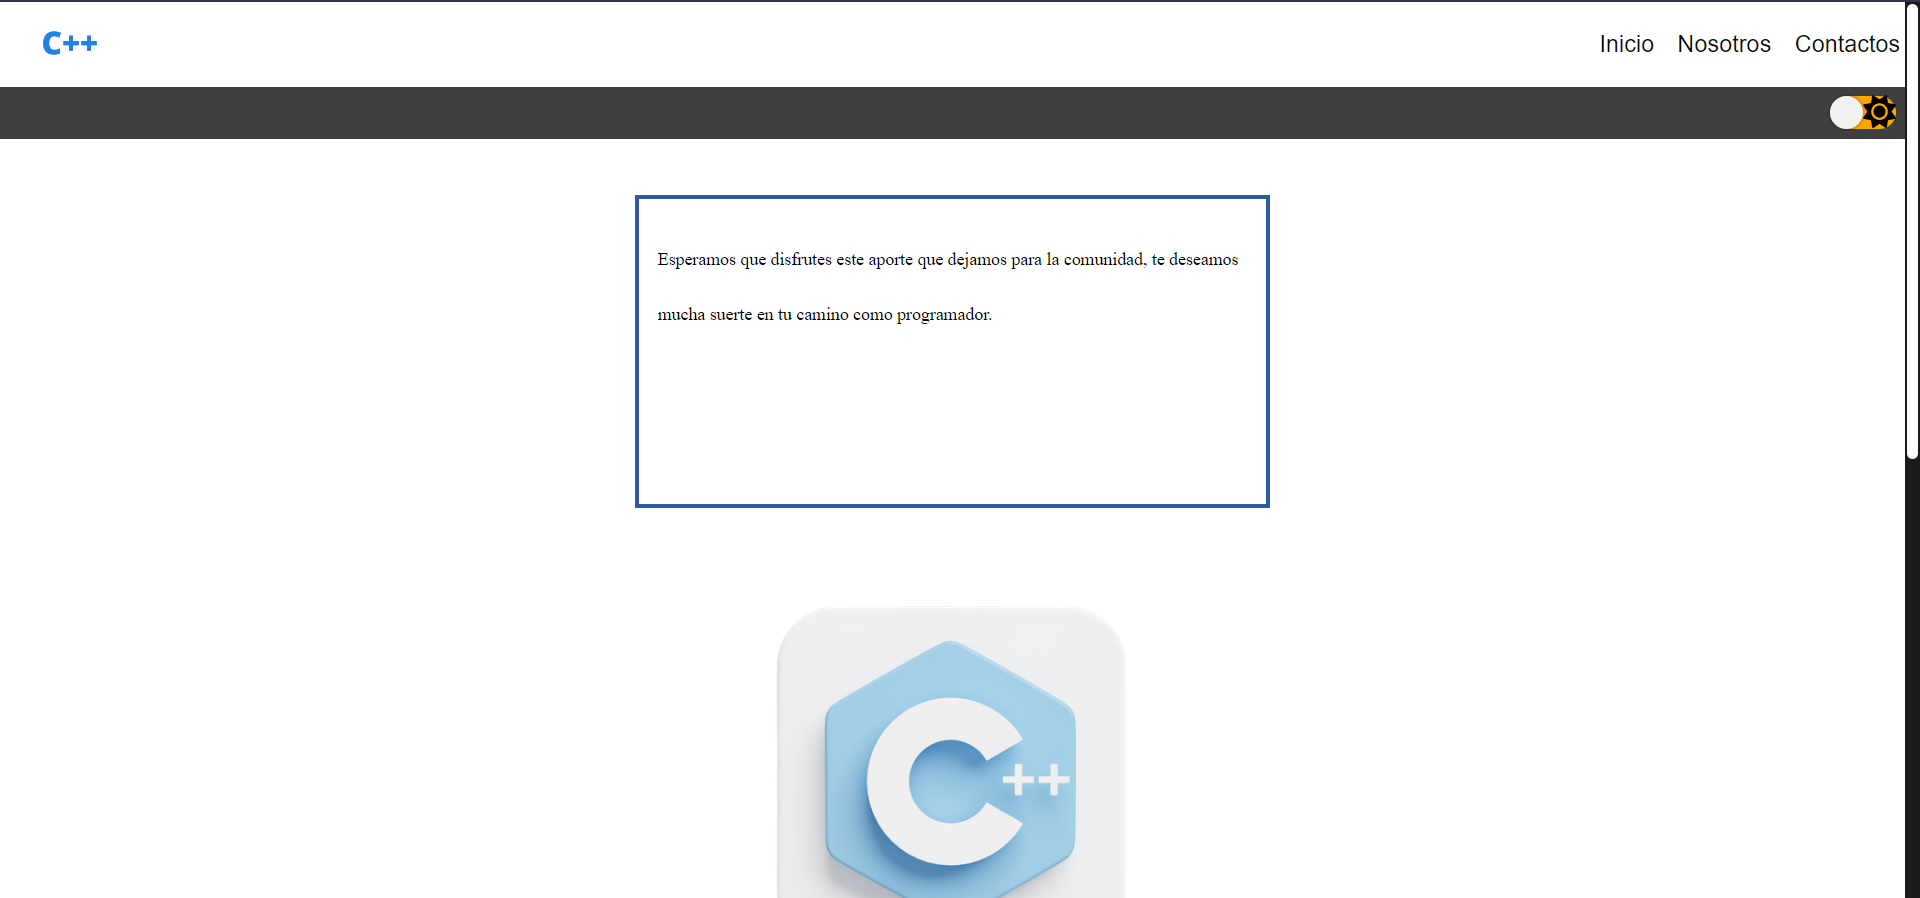 C++
Inicio Nosotros Contactos
Esperamos que disfrutes este aporte que dejamos para la comunidad, te deseamos
mucha suerte en tu camino como programador.
C++